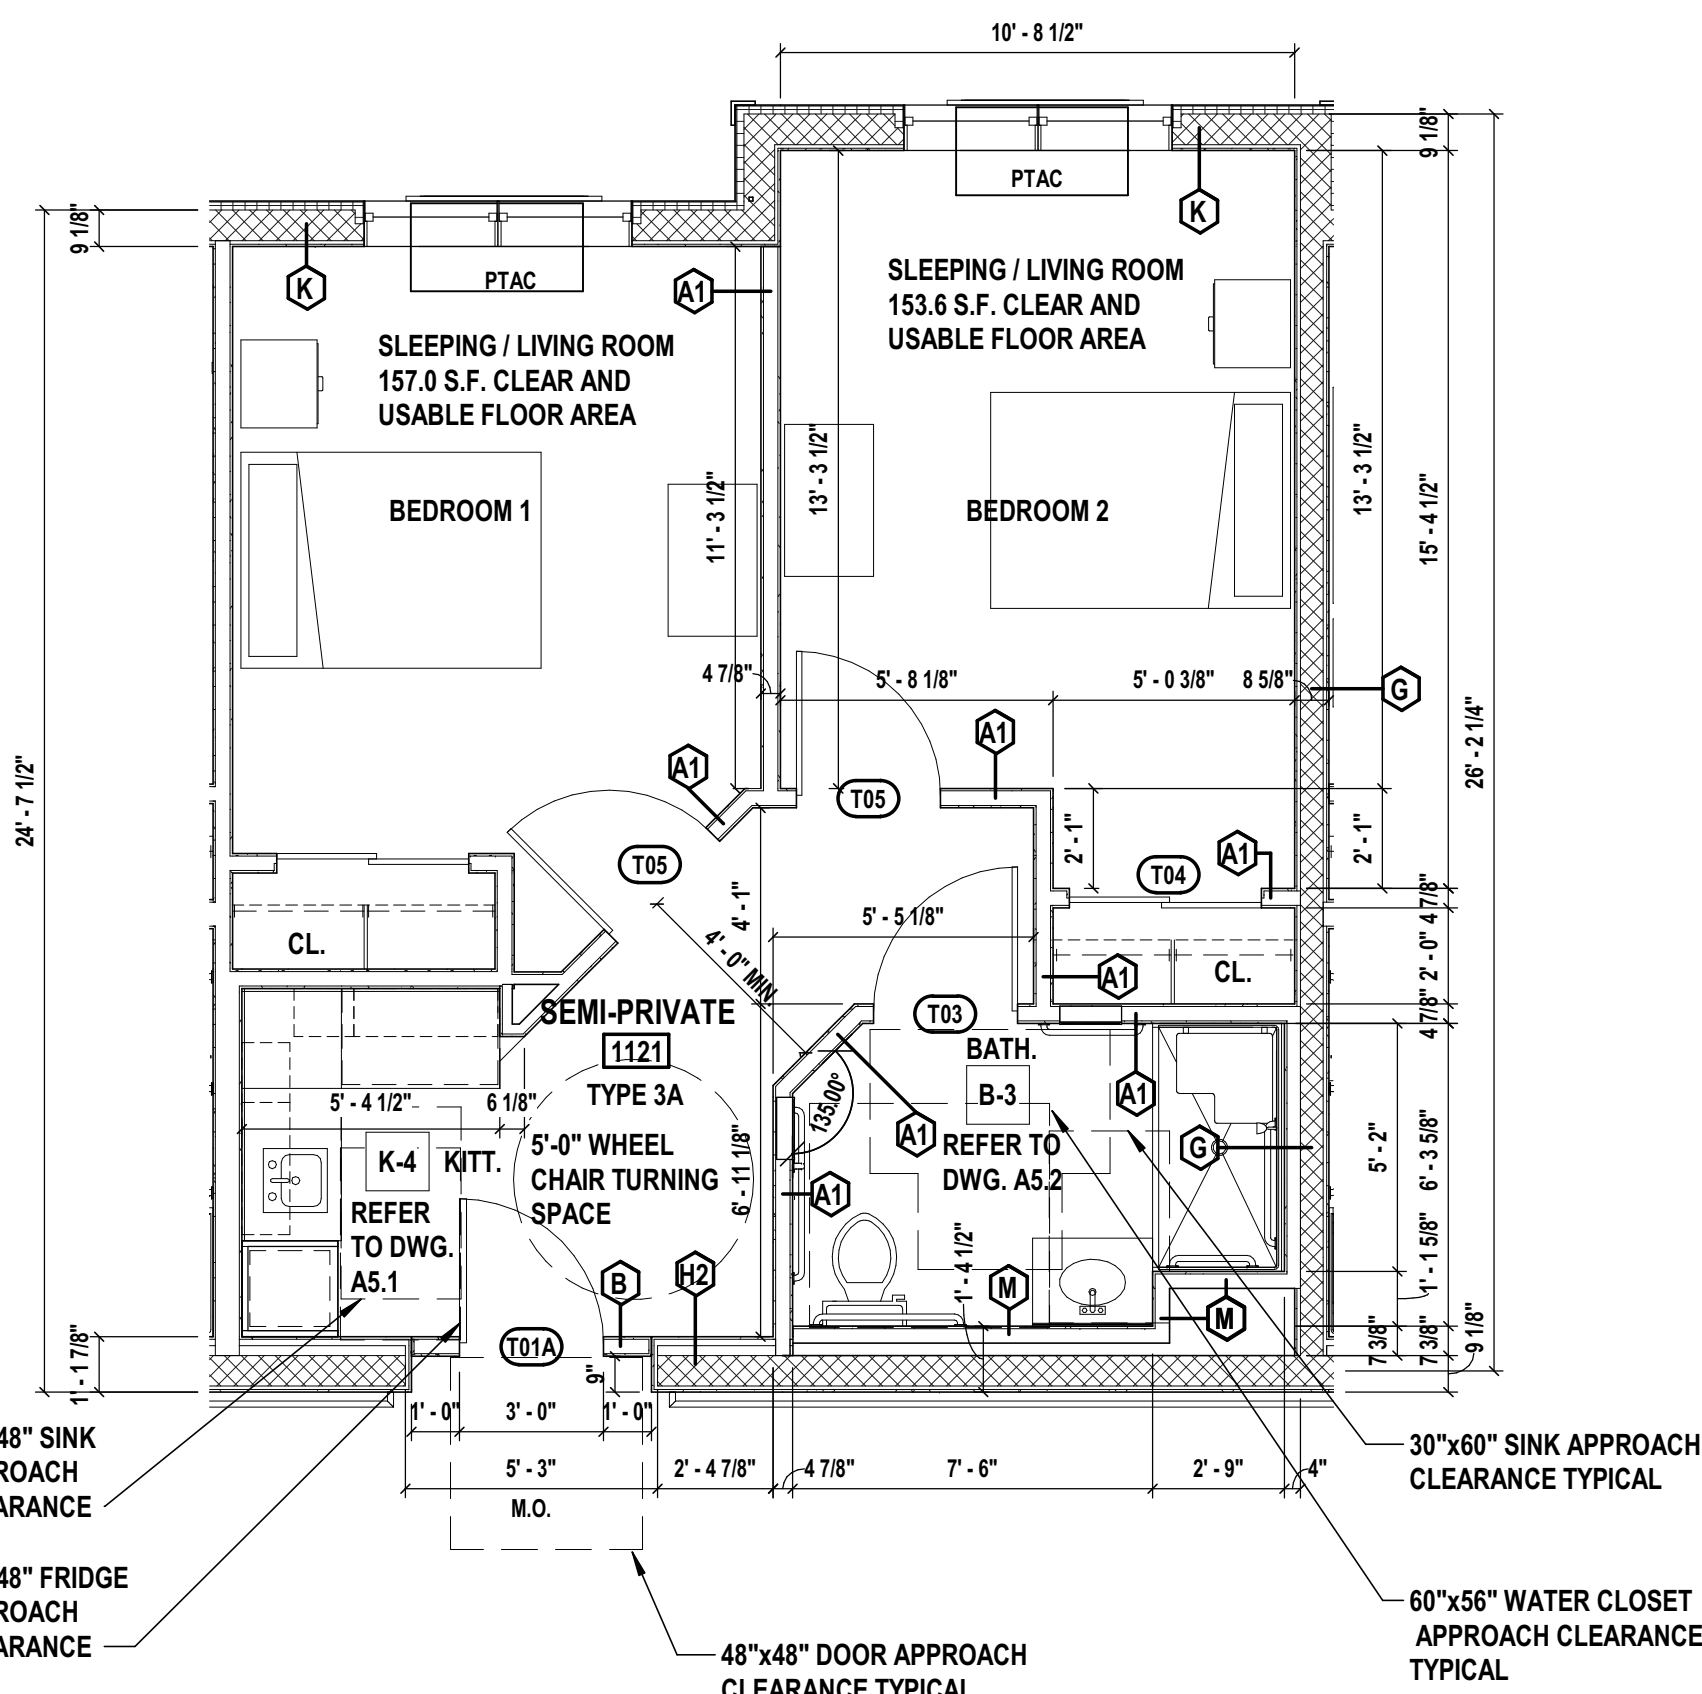 10' - 8 1/2"
9 1/8"
PTAC
K
9 1/8"
PTAC
K
A1
SLEEPING / LIVING ROOM
153.6 S.F. CLEAR AND
USABLE FLOOR AREA
SLEEPING / LIVING ROOM
157.0 S.F. CLEAR AND
USABLE FLOOR AREA
BEDROOM 1
11' - 3 1/2"
13' - 3 1/2"
BEDROOM 2
13' - 3 1/2"
15' - 4 1/2"
4 7/8"
5' - 8 1/8"
5' - 0 3/8"
8 5/8"
G
24' - 7 1/2"
26' - 2 1/4"
A1
A1
T05
T05
2' - 1"
T04
A1
2' - 1"
4 7/8"
4' - 1"
5' - 5 1/8"
4' - 0" MIN.
CL.
A1
CL.
2' - 0"
4 7/8"
SEMI-PRIVATE
1121
TYPE 3A
T03
BATH.
B-3
A1
135.00°
A1
5' - 4 1/2"
6 1/8"
K-4
KITT.
5'-0" WHEEL
CHAIR TURNING
SPACE
6' - 11 1/8"
REFER TO
DWG. A5.2
G
5' - 2"
6' - 3 5/8"
A1
REFER
TO DWG.
A5.1
B
H2
1' - 4 1/2"
M
M
1' - 1 5/8"
T01A
7 3/8"
7 3/8"
9 1/8"
1' - 1 7/8"
9"
1' - 0"
3' - 0"
1' - 0"
5' - 3"
2' - 4 7/8"
4 7/8"
7' - 6"
2' - 9"
4"
M.O.
48" SINK
ROACH
ARANCE
30"x60" SINK APPROACH
CLEARANCE TYPICAL
48" FRIDGE
ROACH
ARANCE
60"x56" WATER CLOSET
APPROACH CLEARANCE
TYPICAL
48"x48" DOOR APPROACH
CLEARANCE TYPICAL